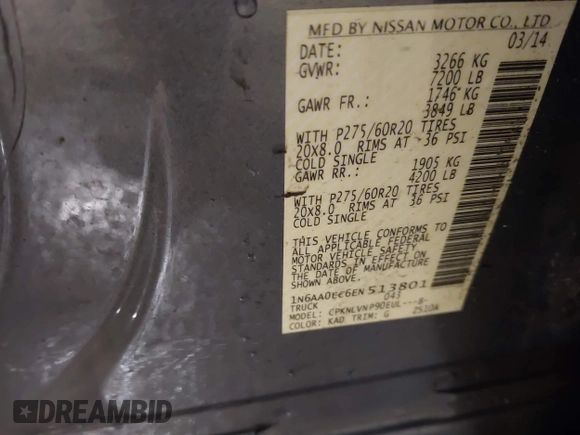 MFD BY NISSAN MOTOR CO., LTD
DATE: 03/14
GVWR: 3266 KG
7200 LB
GAWR FR.: 1746 KG
3849 LB
WITH P275/60R20 TIRES
20x8.0 RIMS AT 36 PSI
COLD SINGLE
GAWR RR.: 1905 KG
4200 LB
WITH P275/60R20 TIRES
20x8.0 RIMS AT 36 PSI
COLD SINGLE
THIS VEHICLE CONFORMS TO
ALL APPLICABLE FEDERAL
MOTOR VEHICLE SAFETY
STANDARDS IN EFFECT ON
THE DATE OF MANUFACTURE
513801
TRUCK 043
MODEL: CPKNLVNP90EUL---B-
COLOR: KAD TRIM: G
DREAMBID